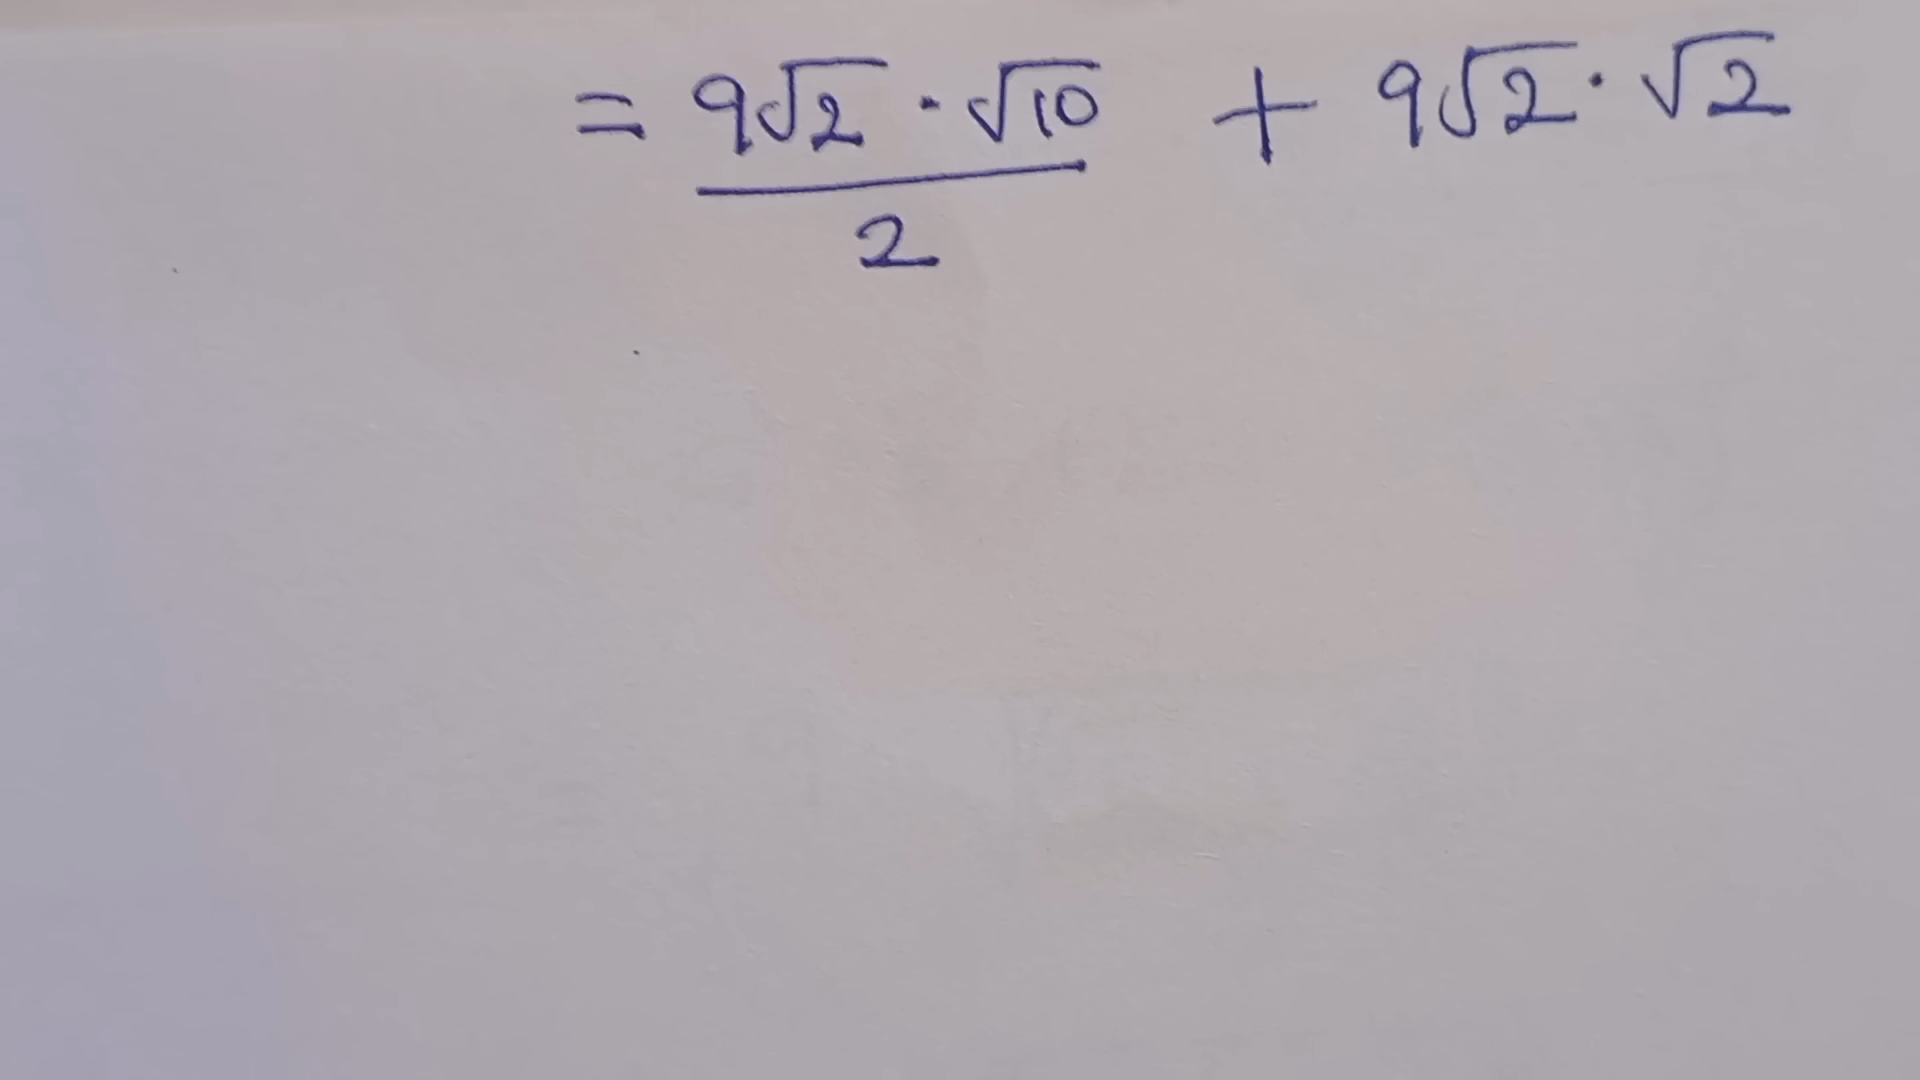 = 9√2 · √10 + 9√2 · √2
2